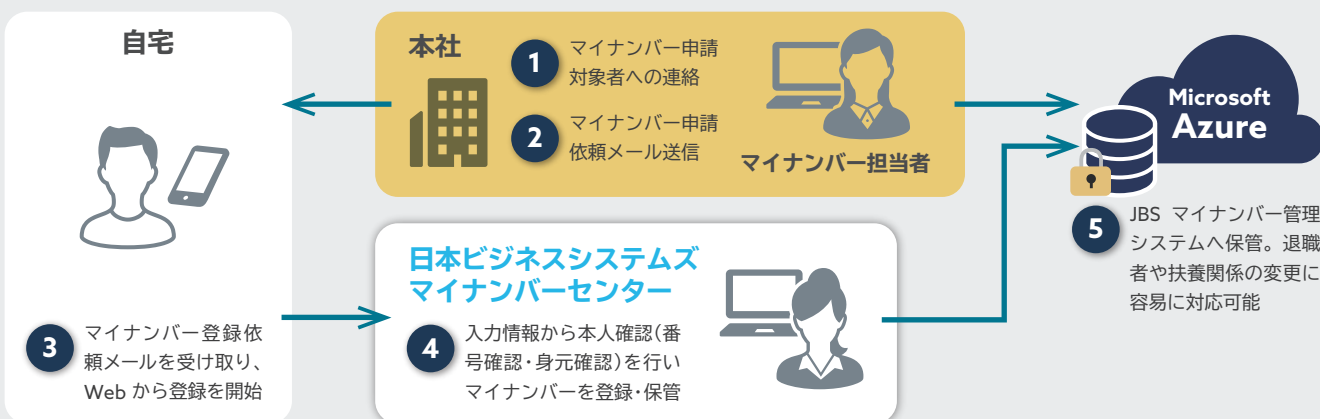 自宅
本社
1
マイナンバー申請
対象者への連絡
2
マイナンバー申請
依頼メール送信
マイナンバー担当者
3
マイナンバー登録依
頼メールを受け取り、
Web から登録を開始
日本ビジネスシステムズ
マイナンバーセンター
4
入力情報から本人確認（番
号確認・身元確認）を行い
マイナンバーを登録・保管
Microsoft
Azure
5
JBS マイナンバー管理
システムへ保管。退職
者や扶養関係の変更に
容易に対応可能